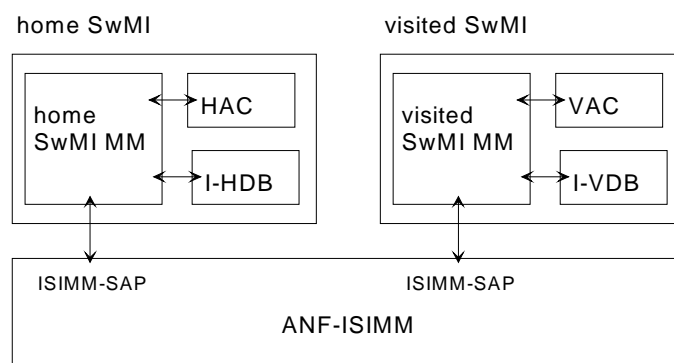 home SwMI
visited SwMI
home
SwMI MM
HAC
I-HDB
visited
SwMI MM
VAC
I-VDB
ISIMM-SAP
ISIMM-SAP
ANF-ISIMM